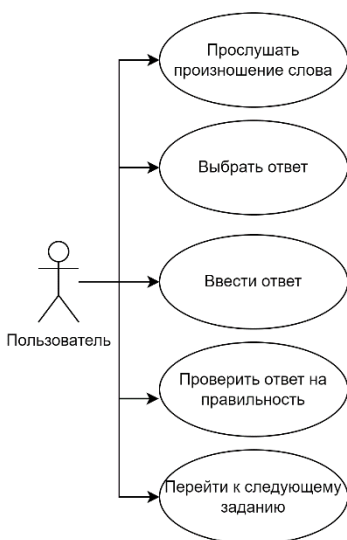 Прослушать
произношение слова
Выбрать ответ
Ввести ответ
Пользователь
Проверить ответ на
правильность
Перейти к следующему
заданию